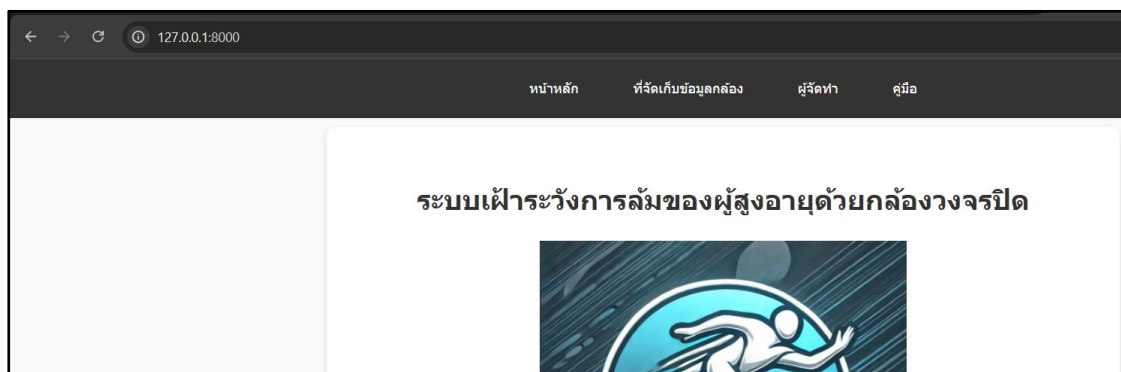 127.0.0.1:8000
หน้าหลัก ที่จัดเก็บข้อมูลกล้อง ผู้จัดทำ คู่มือ
ระบบเฝ้าระวังการล้มของผู้สูงอายุด้วยกล้องวงจรปิด